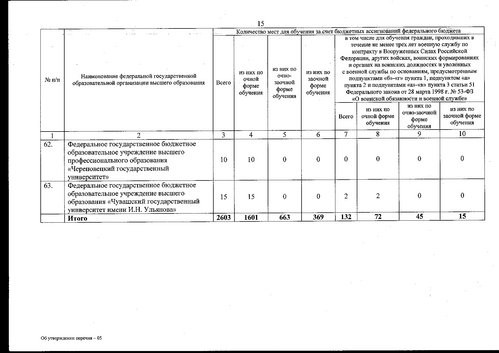 15
Количество мест для обучения за счет бюджетных ассигнований федерального бюджета
№ п/п
Наименование федеральной государственной
образовательной организации высшего образования
Всего
из них по
очной
форме
обучения
из них по
очно-
заочной
форме
обучения
из них по
заочной
форме
обучения
в том числе для обучения граждан, проходивших в
течение не менее трех лет военную службу по
контракту в Вооруженных Силах Российской
Федерации, других войсках, воинских формированиях
и органах на воинских должностях и уволенных
с военной службы по основаниям, предусмотренным
подпунктами «б»-«г» пункта 1, подпунктом «а»
пункта 2 и подпунктами «а»-«з» пункта 3 статьи 51
Федерального закона от 28 марта 1998 г. № 53-ФЗ
«О воинской обязанности и военной службе»
Всего
из них по
очной форме
обучения
из них по
очно-заочной
форме
обучения
из них по
заочной форме
обучения
1 2 3 4 5 6 7 8 9 10
62. Федеральное государственное бюджетное
образовательное учреждение высшего
профессионального образования
«Череповецкий государственный
университет»
10 10 0 0 0 0 0 0
63. Федеральное государственное бюджетное
образовательное учреждение высшего
образования «Чувашский государственный
университет имени И.Н. Ульянова»
15 15 0 0 2 2 0 0
Итого 2603 1601 663 369 132 72 45 15
Об утверждении перечня – 05